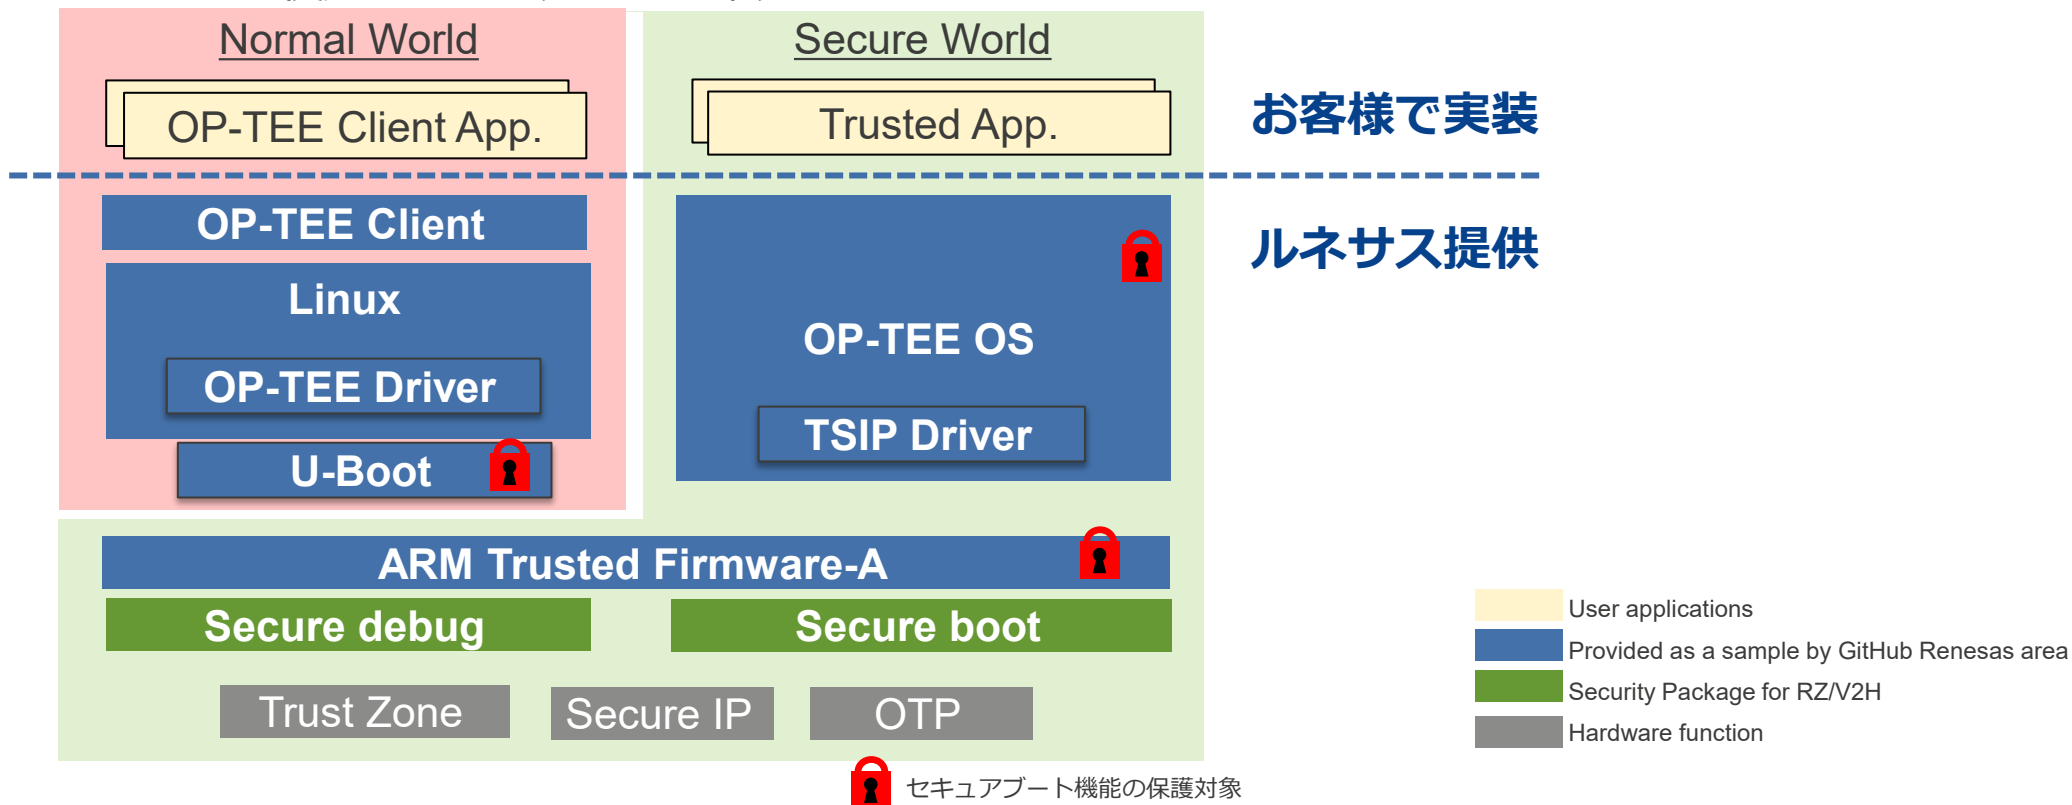 Normal World
Secure World
OP-TEE Client App.
Trusted App.
お客様で実装
OP-TEE Client
ルネサス提供
Linux
OP-TEE OS
OP-TEE Driver
TSIP Driver
U-Boot
ARM Trusted Firmware-A
Secure debug
Secure boot
Trust Zone
Secure IP
OTP
User applications
Provided as a sample by GitHub Renesas area
Security Package for RZ/V2H
Hardware function
セキュアブート機能の保護対象